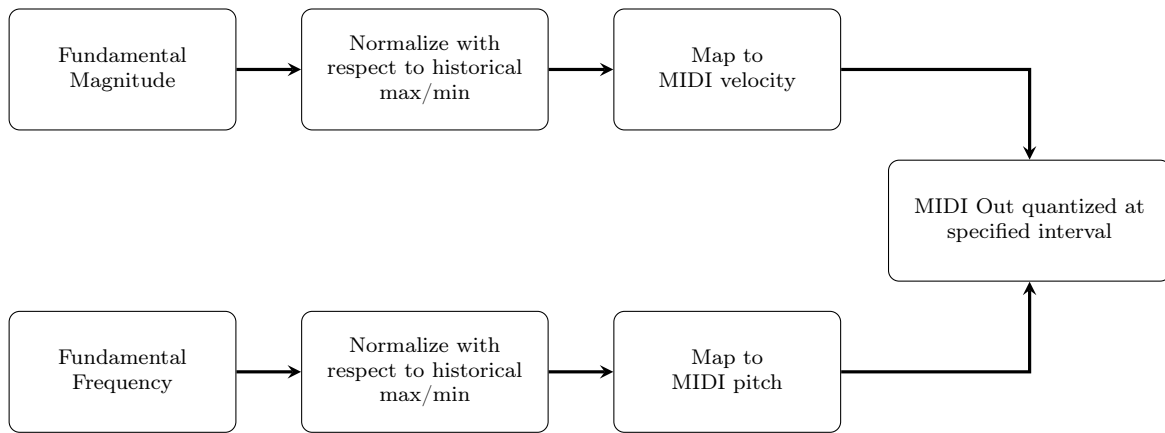 Fundamental
Magnitude
Normalize with
respect to historical
max/min
Map to
MIDI velocity
MIDI Out quantized at
specified interval
Fundamental
Frequency
Normalize with
respect to historical
max/min
Map to
MIDI pitch